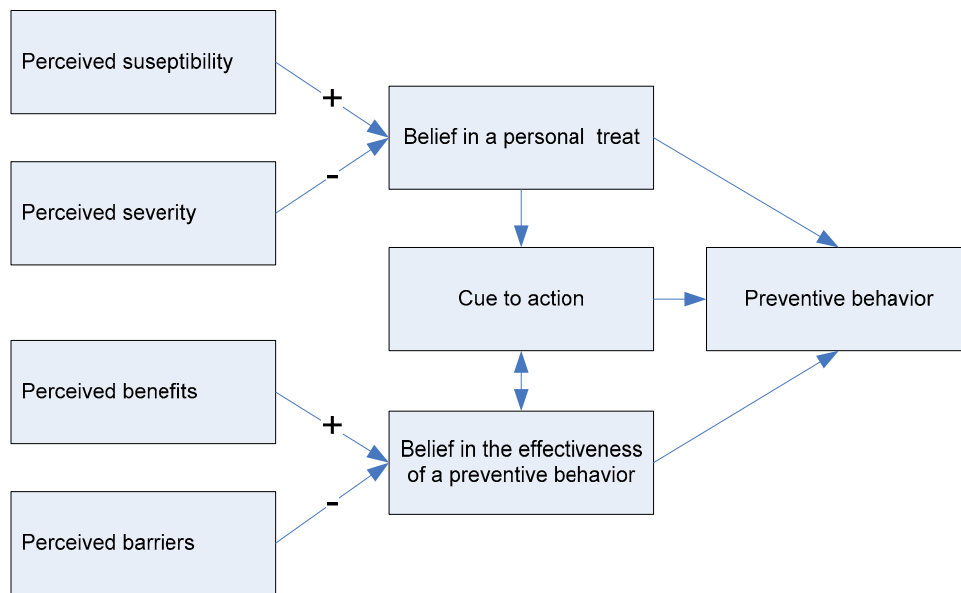 Perceived suseptibility
+
Belief in a personal treat
-
Perceived severity
Cue to action
Preventive behavior
Perceived benefits
+
Belief in the effectiveness
of a preventive behavior
-
Perceived barriers